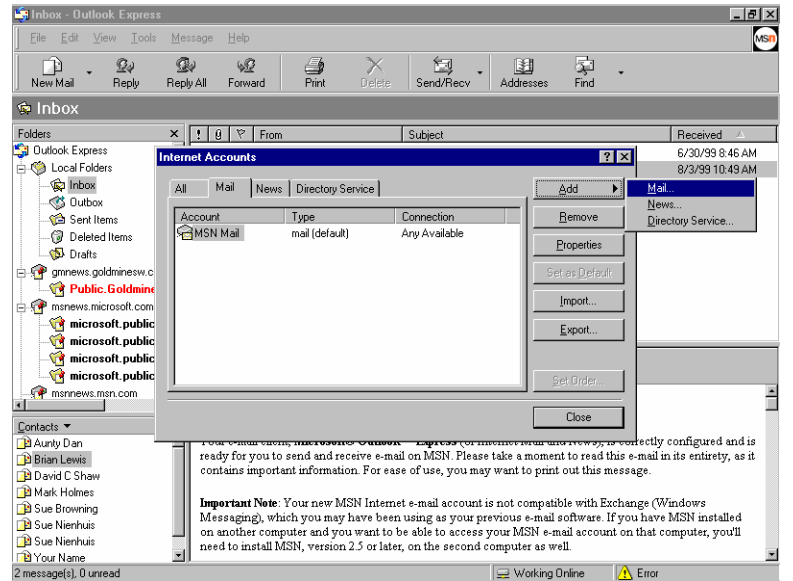 Inbox - Outlook Express
File Edit View Tools Message Help
msn
New Mail Reply Reply All Forward Print Delete Send/Recv Addresses Find
Inbox
Folders
! From Subject Received
Outlook Express
6/30/99 8:46 AM
Local Folders
8/3/99 10:49 AM
Inbox
Outbox
Sent Items
Deleted Items
Drafts
gmnews.goldminesw.c
Public.Goldmine
msnews.microsoft.com
microsoft.public
microsoft.public
microsoft.public
microsoft.public
msnnews.msn.com
Internet Accounts
All Mail News Directory Service
Account Type Connection
MSN Mail mail (default) Any Available
Add
Remove
Properties
Set as Default
Import...
Export...
Set Order...
Close
Mail...
News...
Directory Service...
Contacts
Aunty Dan
Brian Lewis
David C Shaw
Mark Holmes
Sue Browning
Sue Nienhuis
Sue Nienhuis
Your Name
Your e-mail client, Microsoft® Outlook Express (or Internet Mail and News), is correctly configured and is
ready for you to send and receive e-mail on MSN. Please take a moment to read this e-mail in its entirety, as it
contains important information. For ease of use, you may want to print out this message.
Important Note: Your new MSN Internet e-mail account is not compatible with Exchange (Windows
Messaging), which you may have been using as your previous e-mail software. If you have MSN installed
on another computer and you want to be able to access your MSN e-mail account on that computer, you'll
need to install MSN, version 2.5 or later, on the second computer as well.
2 message(s), 0 unread
Working Online
Error